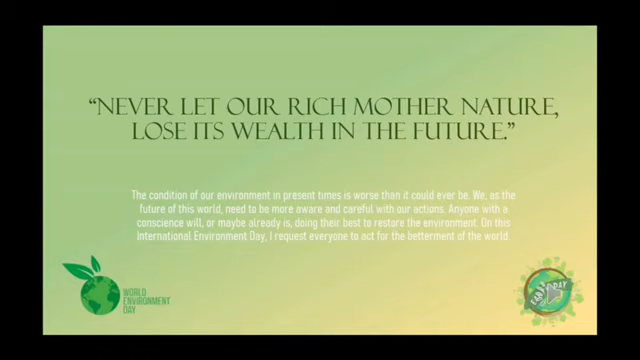 “NEVER LET OUR RICH MOTHER NATURE,
LOSE ITS WEALTH IN THE FUTURE.”
The condition of our environment in present times is worse than it could ever be. We, as the
future of this world, need to be more aware and careful with our actions. Anyone with a
conscience will, or maybe already is, doing their best to restore the environment. On this
International Environment Day, I request everyone to act for the betterment of the world.
WORLD
ENVIRONMENT
DAY
EARTH DAY